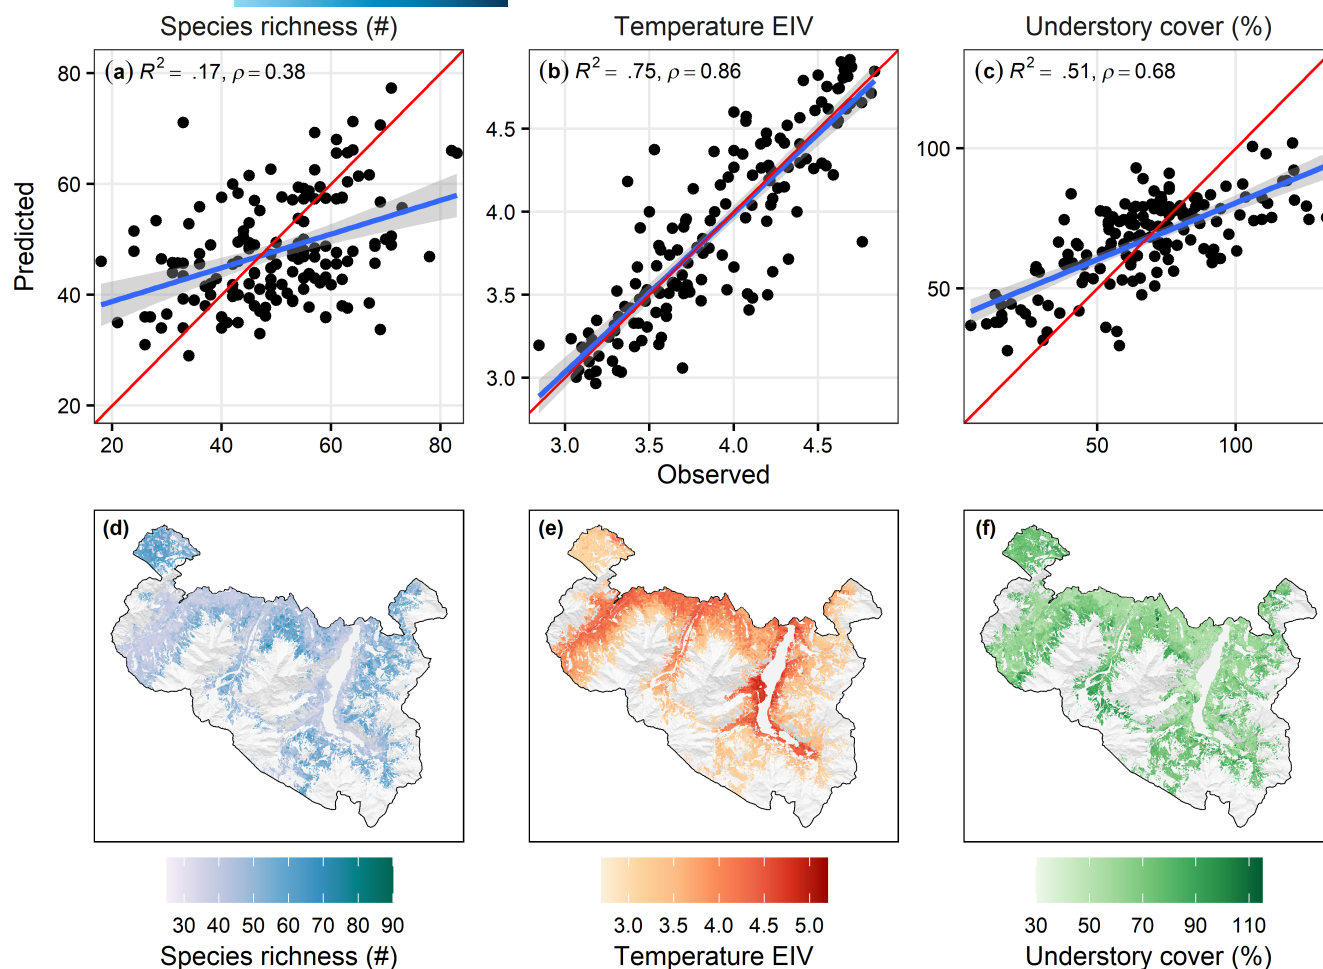 Species richness (#)
Temperature EIV
Understory cover (%)
(a) R² = .17, ρ = 0.38
(b) R² = .75, ρ = 0.86
(c) R² = .51, ρ = 0.68
Predicted
80
60
40
20
4.5
4.0
3.5
3.0
100
50
20 40 60 80
3.0 3.5 4.0 4.5
50 100
Observed
(d)
(e)
(f)
30 40 50 60 70 80 90
3.0 3.5 4.0 4.5 5.0
30 50 70 90 115
Species richness (#)
Temperature EIV
Understory cover (%)